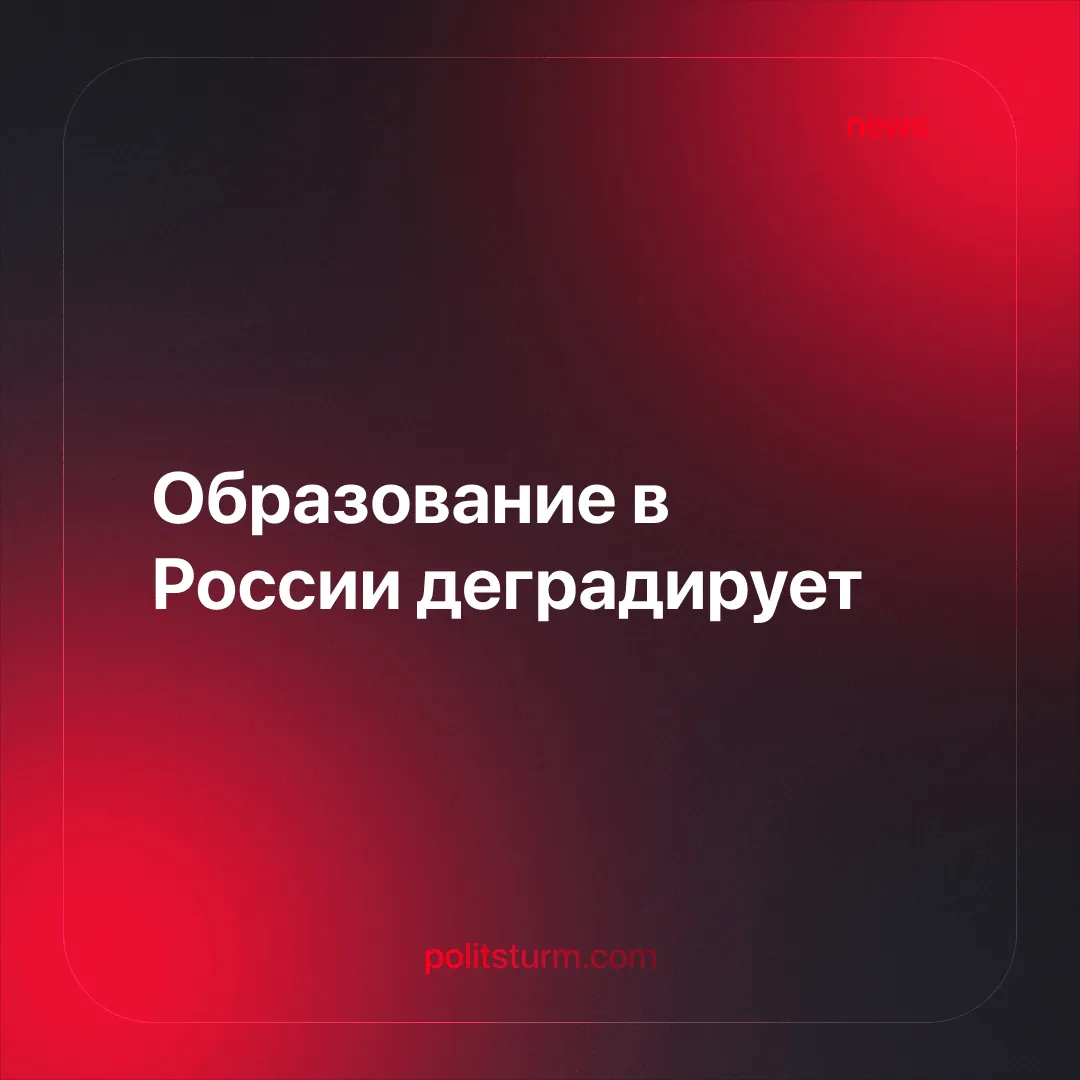 news
Образование в
России деградирует
politsturm.com